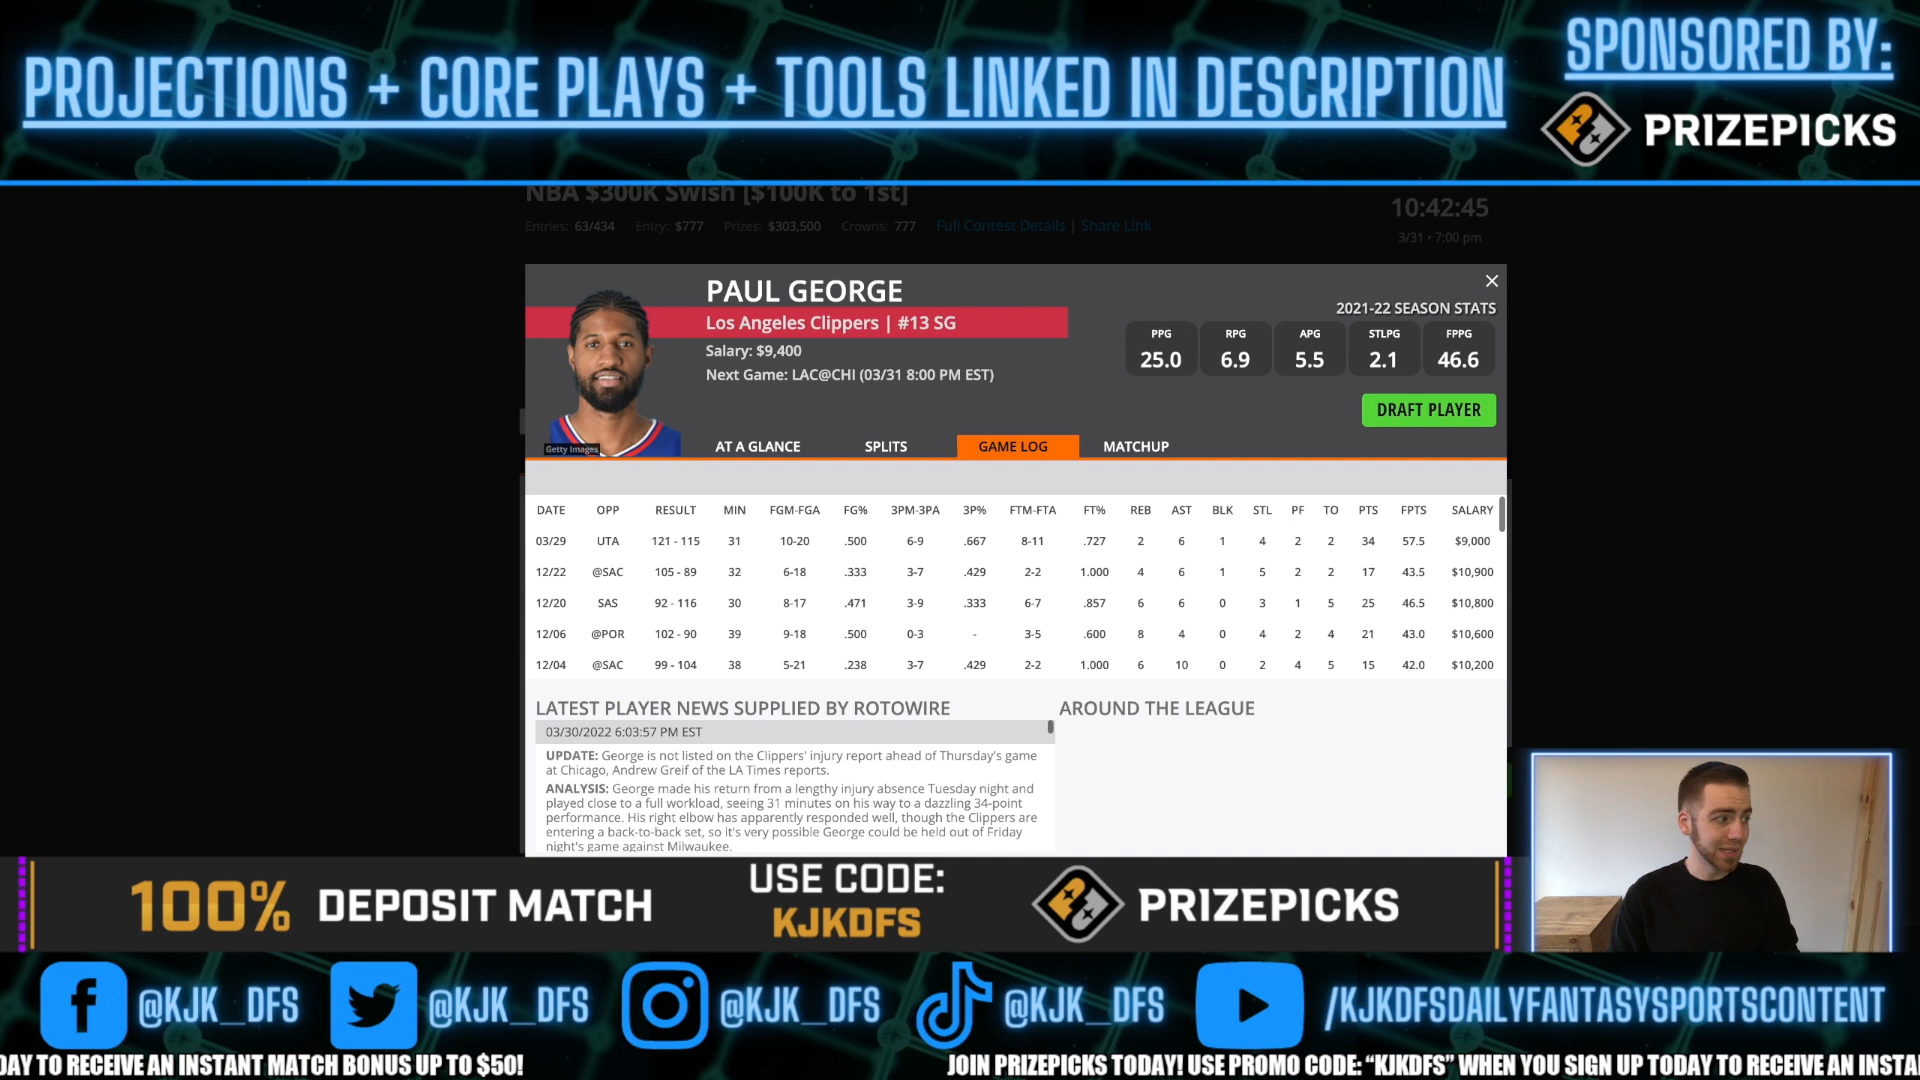 PROJECTIONS + CORE PLAYS + TOOLS LINKED IN DESCRIPTION
SPONSORED BY:
PRIZEPICKS
NBA $300K Swish [$100K to 1st]
Entries: 63/434 Entry: $777 Prizes: $303,500 Crowns: 777 Full Contest Details | Share Link
10:42:45
3/31 • 7:00 pm
PAUL GEORGE
Los Angeles Clippers | #13 SG
Salary: $9,400
Next Game: LAC@CHI (03/31 8:00 PM EST)
2021-22 SEASON STATS
PPG RPG APG STLPG FPPG
25.0 6.9 5.5 2.1 46.6
DRAFT PLAYER
Getty Images
AT A GLANCE SPLITS GAME LOG MATCHUP
DATE OPP RESULT MIN FGM-FGA FG% 3PM-3PA 3P% FTM-FTA FT% REB AST BLK STL PF TO PTS FPTS SALARY
03/29 UTA 121 - 115 31 10-20 .500 6-9 .667 8-11 .727 2 6 1 4 2 2 34 57.5 $9,000
12/22 @SAC 105 - 89 32 6-18 .333 3-7 .429 2-2 1.000 4 6 1 5 2 2 17 43.5 $10,900
12/20 SAS 92 - 116 30 8-17 .471 3-9 .333 6-7 .857 6 6 0 3 1 5 25 46.5 $10,800
12/06 @POR 102 - 90 39 9-18 .500 0-3 - 3-5 .600 8 4 0 4 2 4 21 43.0 $10,600
12/04 @SAC 99 - 104 38 5-21 .238 3-7 .429 2-2 1.000 6 10 0 2 4 5 15 42.0 $10,200
LATEST PLAYER NEWS SUPPLIED BY ROTOWIRE
AROUND THE LEAGUE
03/30/2022 6:03:57 PM EST
UPDATE: George is not listed on the Clippers' injury report ahead of Thursday's game
at Chicago, Andrew Greif of the LA Times reports.
ANALYSIS: George made his return from a lengthy injury absence Tuesday night and
played close to a full workload, seeing 31 minutes on his way to a dazzling 34-point
performance. His right elbow has apparently responded well, though the Clippers are
entering a back-to-back set, so it's very possible George could be held out of Friday
night's game against Milwaukee.
100% DEPOSIT MATCH
USE CODE:
KJKDFS
PRIZEPICKS
@KJK_DFS @KJK_DFS @KJK_DFS @KJK_DFS /KJKDFSDAILYFANTASYSPORTSCONTENT
DAY TO RECEIVE AN INSTANT MATCH BONUS UP TO $50! JOIN PRIZEPICKS TODAY! USE PROMO CODE: “KJKDFS” WHEN YOU SIGN UP TODAY TO RECEIVE AN INSTA